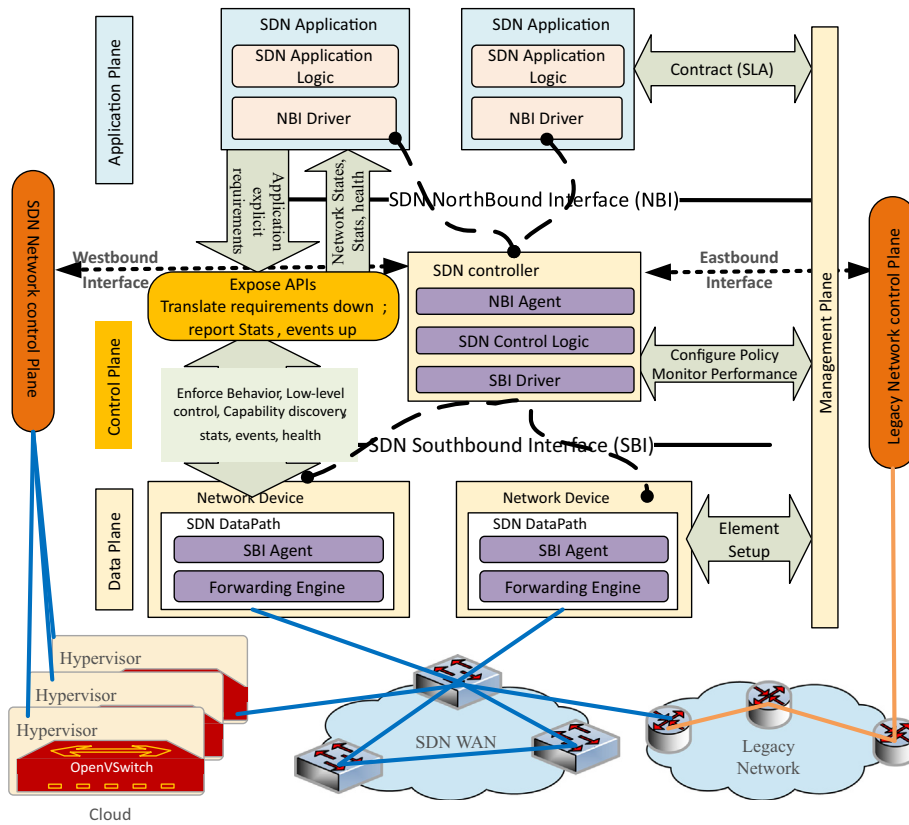 Application Plane
SDN Application
SDN Application
Logic
NBI Driver
SDN Application
SDN Application
Logic
NBI Driver
Contract (SLA)
Management Plane
Application
explicit
requirements
Network States,
Stats, health
SDN NorthBound Interface (NBI)
SDN Network control Plane
Westbound
Interface
Expose APIs
Translate requirements down ;
report Stats , events up
SDN controller
NBI Agent
SDN Control Logic
SBI Driver
Eastbound
Interface
Legacy Network control Plane
Control Plane
Configure Policy
Monitor Performance
Enforce Behavior, Low-level
control, Capability discovery,
stats, events, health
SDN Southbound Interface (SBI)
Data Plane
Network Device
SDN DataPath
SBI Agent
Forwarding Engine
Network Device
SDN DataPath
SBI Agent
Forwarding Engine
Element
Setup
Hypervisor
Hypervisor
Hypervisor
OpenVSwitch
Cloud
SDN WAN
Legacy
Network